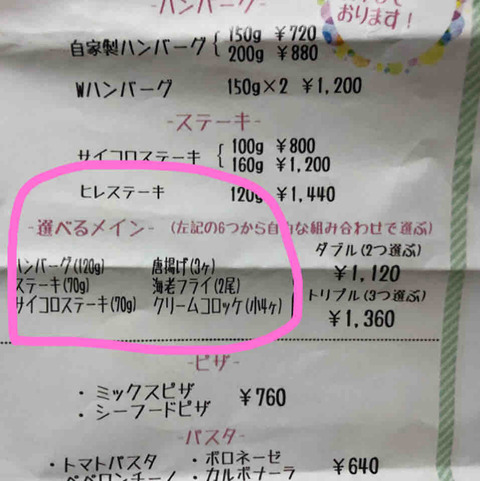 -ハンバーグ-
おります！
自家製ハンバーグ 150g ¥720
200g ¥880
Wハンバーグ 150g×2 ¥1,200
-ステーキ-
サイコロステーキ 100g ¥800
160g ¥1,200
ヒレステーキ 120g ¥1,440
-選べるメイン- (左記の6つから自由な組み合わせで選ぶ)
ハンバーグ(120g) 唐揚げ(3ヶ) ダブル(2つ選ぶ)
ステーキ(70g) 海老フライ(2尾) ¥1,120
サイコロステーキ(70g) クリームコロッケ(小4ヶ) トリプル(3つ選ぶ)
¥1,360
-ピザ-
・ミックスピザ ¥760
・シーフードピザ
-パスタ-
・トマトパスタ ・ボロネーゼ ¥640
ペペロンチーノ ・カルボナーラ